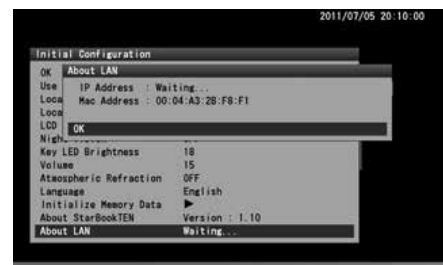 2011/07/05 20:10:00
Initial Configuration
OK
About LAN
Use
IP Address : Waiting...
Loca
Mac Address : 00:04:A3:2B:F8:F1
Loca
LCD
OK
Nigh
Key LED Brightness 18
Volume 15
Atmospheric Refraction OFF
Language English
Initialize Memory Data ▶
About StarBookTEN Version : 1.10
About LAN Waiting...